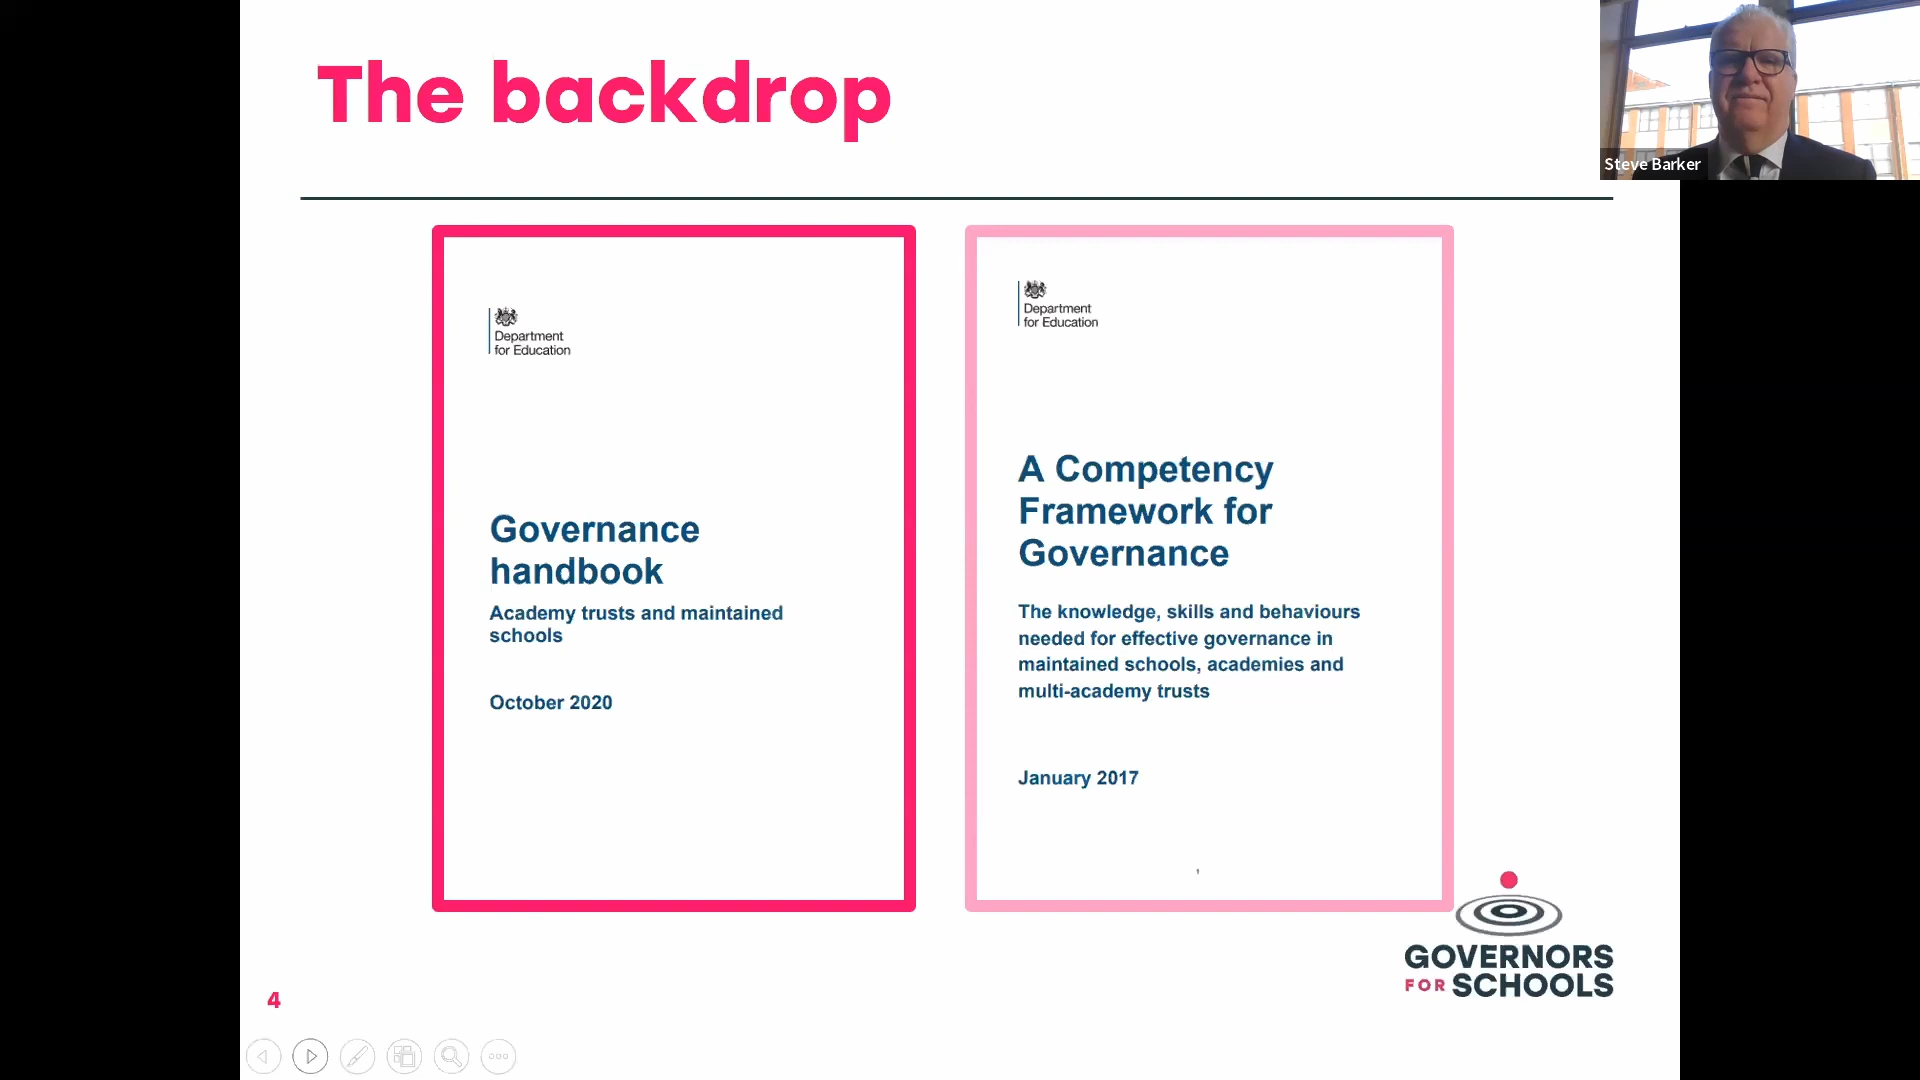 The backdrop
Steve Barker
Department
for Education
Governance
handbook
Academy trusts and maintained
schools
October 2020
Department
for Education
A Competency
Framework for
Governance
The knowledge, skills and behaviours
needed for effective governance in
maintained schools, academies and
multi-academy trusts
January 2017
GOVERNORS
FOR SCHOOLS
4